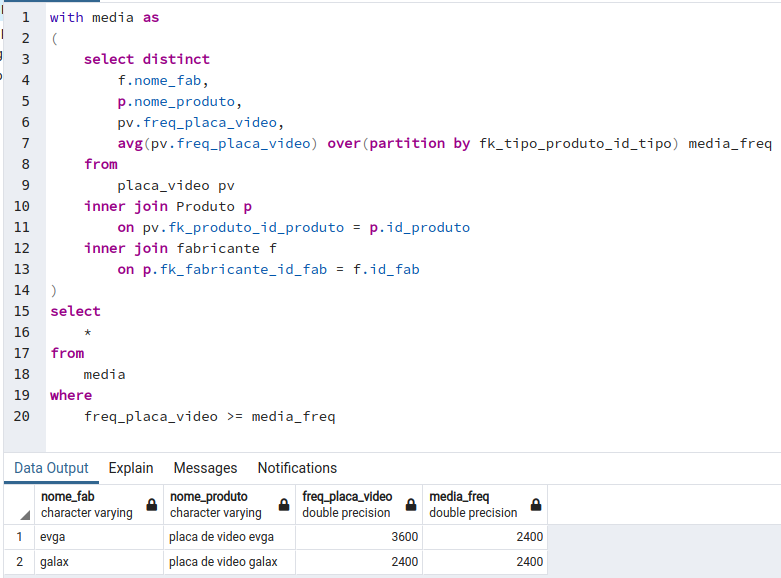 1 with media as
2 (
3 select distinct
4 f.nome_fab,
5 p.nome_produto,
6 pv.freq_placa_video,
7 avg(pv.freq_placa_video) over(partition by fk_tipo_produto_id_tipo) media_freq
8 from
9 placa_video pv
10 inner join Produto p
11 on pv.fk_produto_id_produto = p.id_produto
12 inner join fabricante f
13 on p.fk_fabricante_id_fab = f.id_fab
14 )
15 select
16 *
17 from
18 media
19 where
20 freq_placa_video >= media_freq
Data Output Explain Messages Notifications
nome_fab nome_produto freq_placa_video media_freq
character varying character varying double precision double precision
1 evga placa de video evga 3600 2400
2 galax placa de video galax 2400 2400